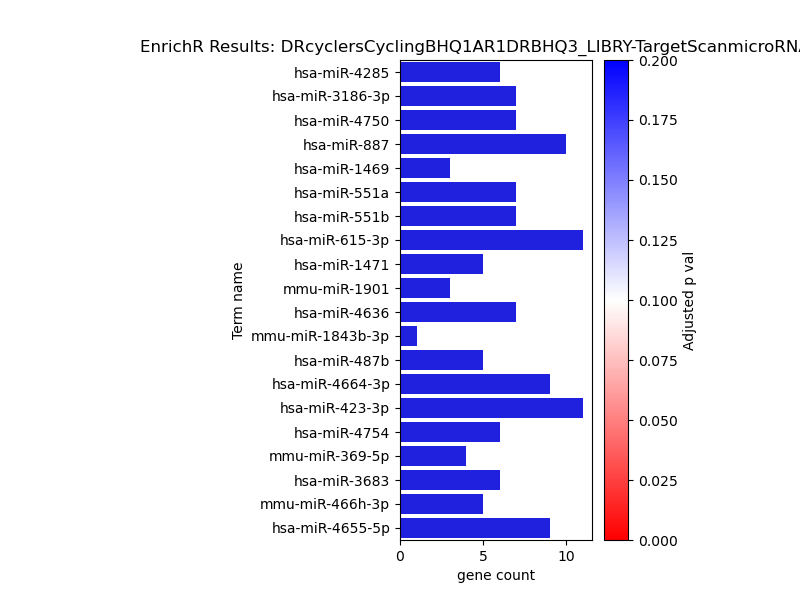 EnrichR Results: DRcyclersCyclingBHQ1AR1DRBHQ3_LIBRY-TargetScanmicroRNA
hsa-miR-4285
hsa-miR-3186-3p
hsa-miR-4750
hsa-miR-887
hsa-miR-1469
hsa-miR-551a
hsa-miR-551b
hsa-miR-615-3p
hsa-miR-1471
mmu-miR-1901
hsa-miR-4636
mmu-miR-1843b-3p
hsa-miR-487b
hsa-miR-4664-3p
hsa-miR-423-3p
hsa-miR-4754
mmu-miR-369-5p
hsa-miR-3683
mmu-miR-466h-3p
hsa-miR-4655-5p
Term name
0 5 10
gene count
0.200
0.175
0.150
0.125
0.100
0.075
0.050
0.025
0.000
Adjusted p val